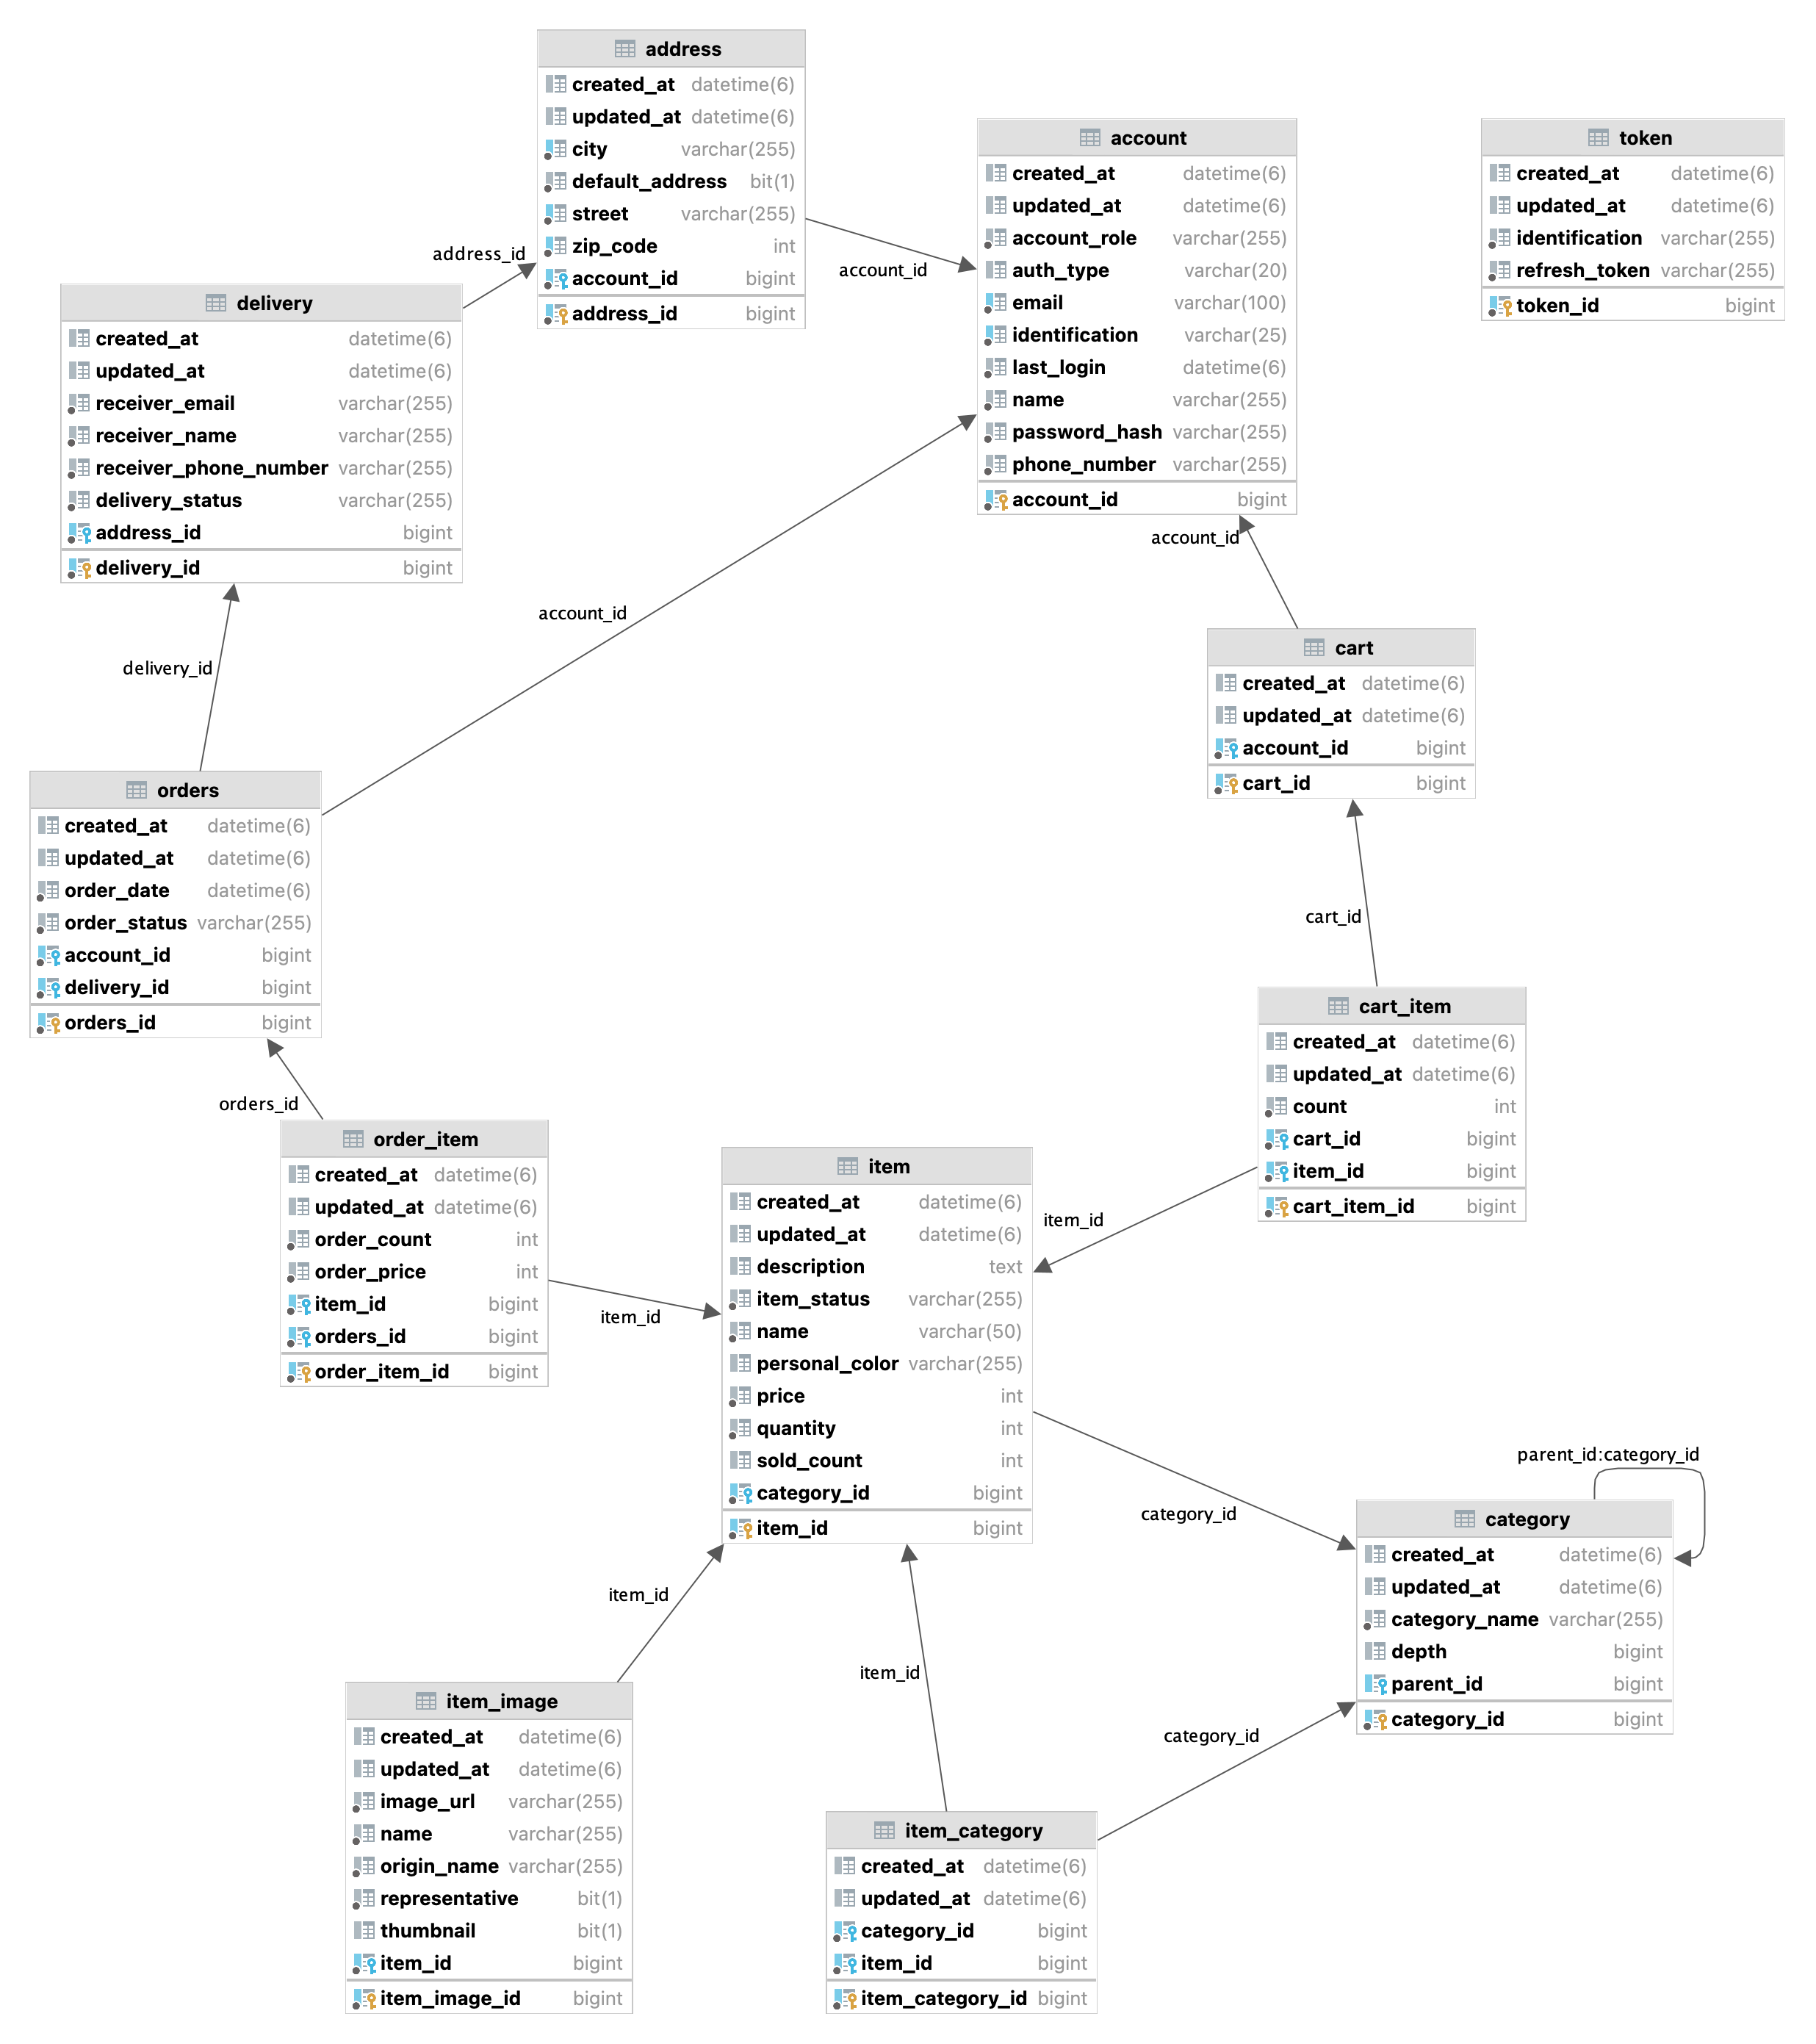 address
created_at datetime(6)
updated_at datetime(6)
city varchar(255)
default_address bit(1)
street varchar(255)
zip_code int
account_id bigint
address_id bigint
account
created_at datetime(6)
updated_at datetime(6)
account_role varchar(255)
auth_type varchar(20)
email varchar(100)
identification varchar(25)
last_login datetime(6)
name varchar(255)
password_hash varchar(255)
phone_number varchar(255)
account_id bigint
token
created_at datetime(6)
updated_at datetime(6)
identification varchar(255)
refresh_token varchar(255)
token_id bigint
address_id
account_id
delivery
created_at datetime(6)
updated_at datetime(6)
receiver_email varchar(255)
receiver_name varchar(255)
receiver_phone_number varchar(255)
delivery_status varchar(255)
address_id bigint
delivery_id bigint
account_id
account_id
delivery_id
cart
created_at datetime(6)
updated_at datetime(6)
account_id bigint
cart_id bigint
orders
created_at datetime(6)
updated_at datetime(6)
order_date datetime(6)
order_status varchar(255)
account_id bigint
delivery_id bigint
orders_id bigint
cart_id
cart_item
created_at datetime(6)
updated_at datetime(6)
count int
cart_id bigint
item_id bigint
cart_item_id bigint
orders_id
order_item
created_at datetime(6)
updated_at datetime(6)
order_count int
order_price int
item_id bigint
orders_id bigint
order_item_id bigint
item_id
item
created_at datetime(6)
updated_at datetime(6)
description text
item_status varchar(255)
name varchar(50)
personal_color varchar(255)
price int
quantity int
sold_count int
category_id bigint
item_id bigint
item_id
category_id
parent_id:category_id
category
created_at datetime(6)
updated_at datetime(6)
category_name varchar(255)
depth bigint
parent_id bigint
category_id bigint
item_id
item_id
category_id
item_image
created_at datetime(6)
updated_at datetime(6)
image_url varchar(255)
name varchar(255)
origin_name varchar(255)
representative bit(1)
thumbnail bit(1)
item_id bigint
item_image_id bigint
item_category
created_at datetime(6)
updated_at datetime(6)
category_id bigint
item_id bigint
item_category_id bigint